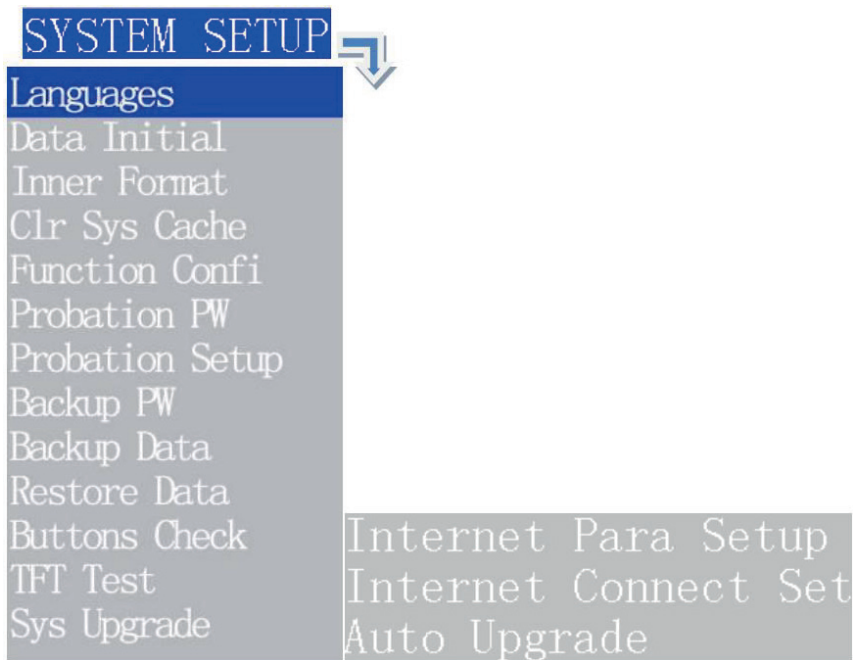 SYSTEM SETUP
Languages
Data Initial
Inner Format
Clr Sys Cache
Function Confi
Probation PW
Probation Setup
Backup PW
Backup Data
Restore Data
Buttons Check
TFT Test
Sys Upgrade
Internet Para Setup
Internet Connect Set
Auto Upgrade